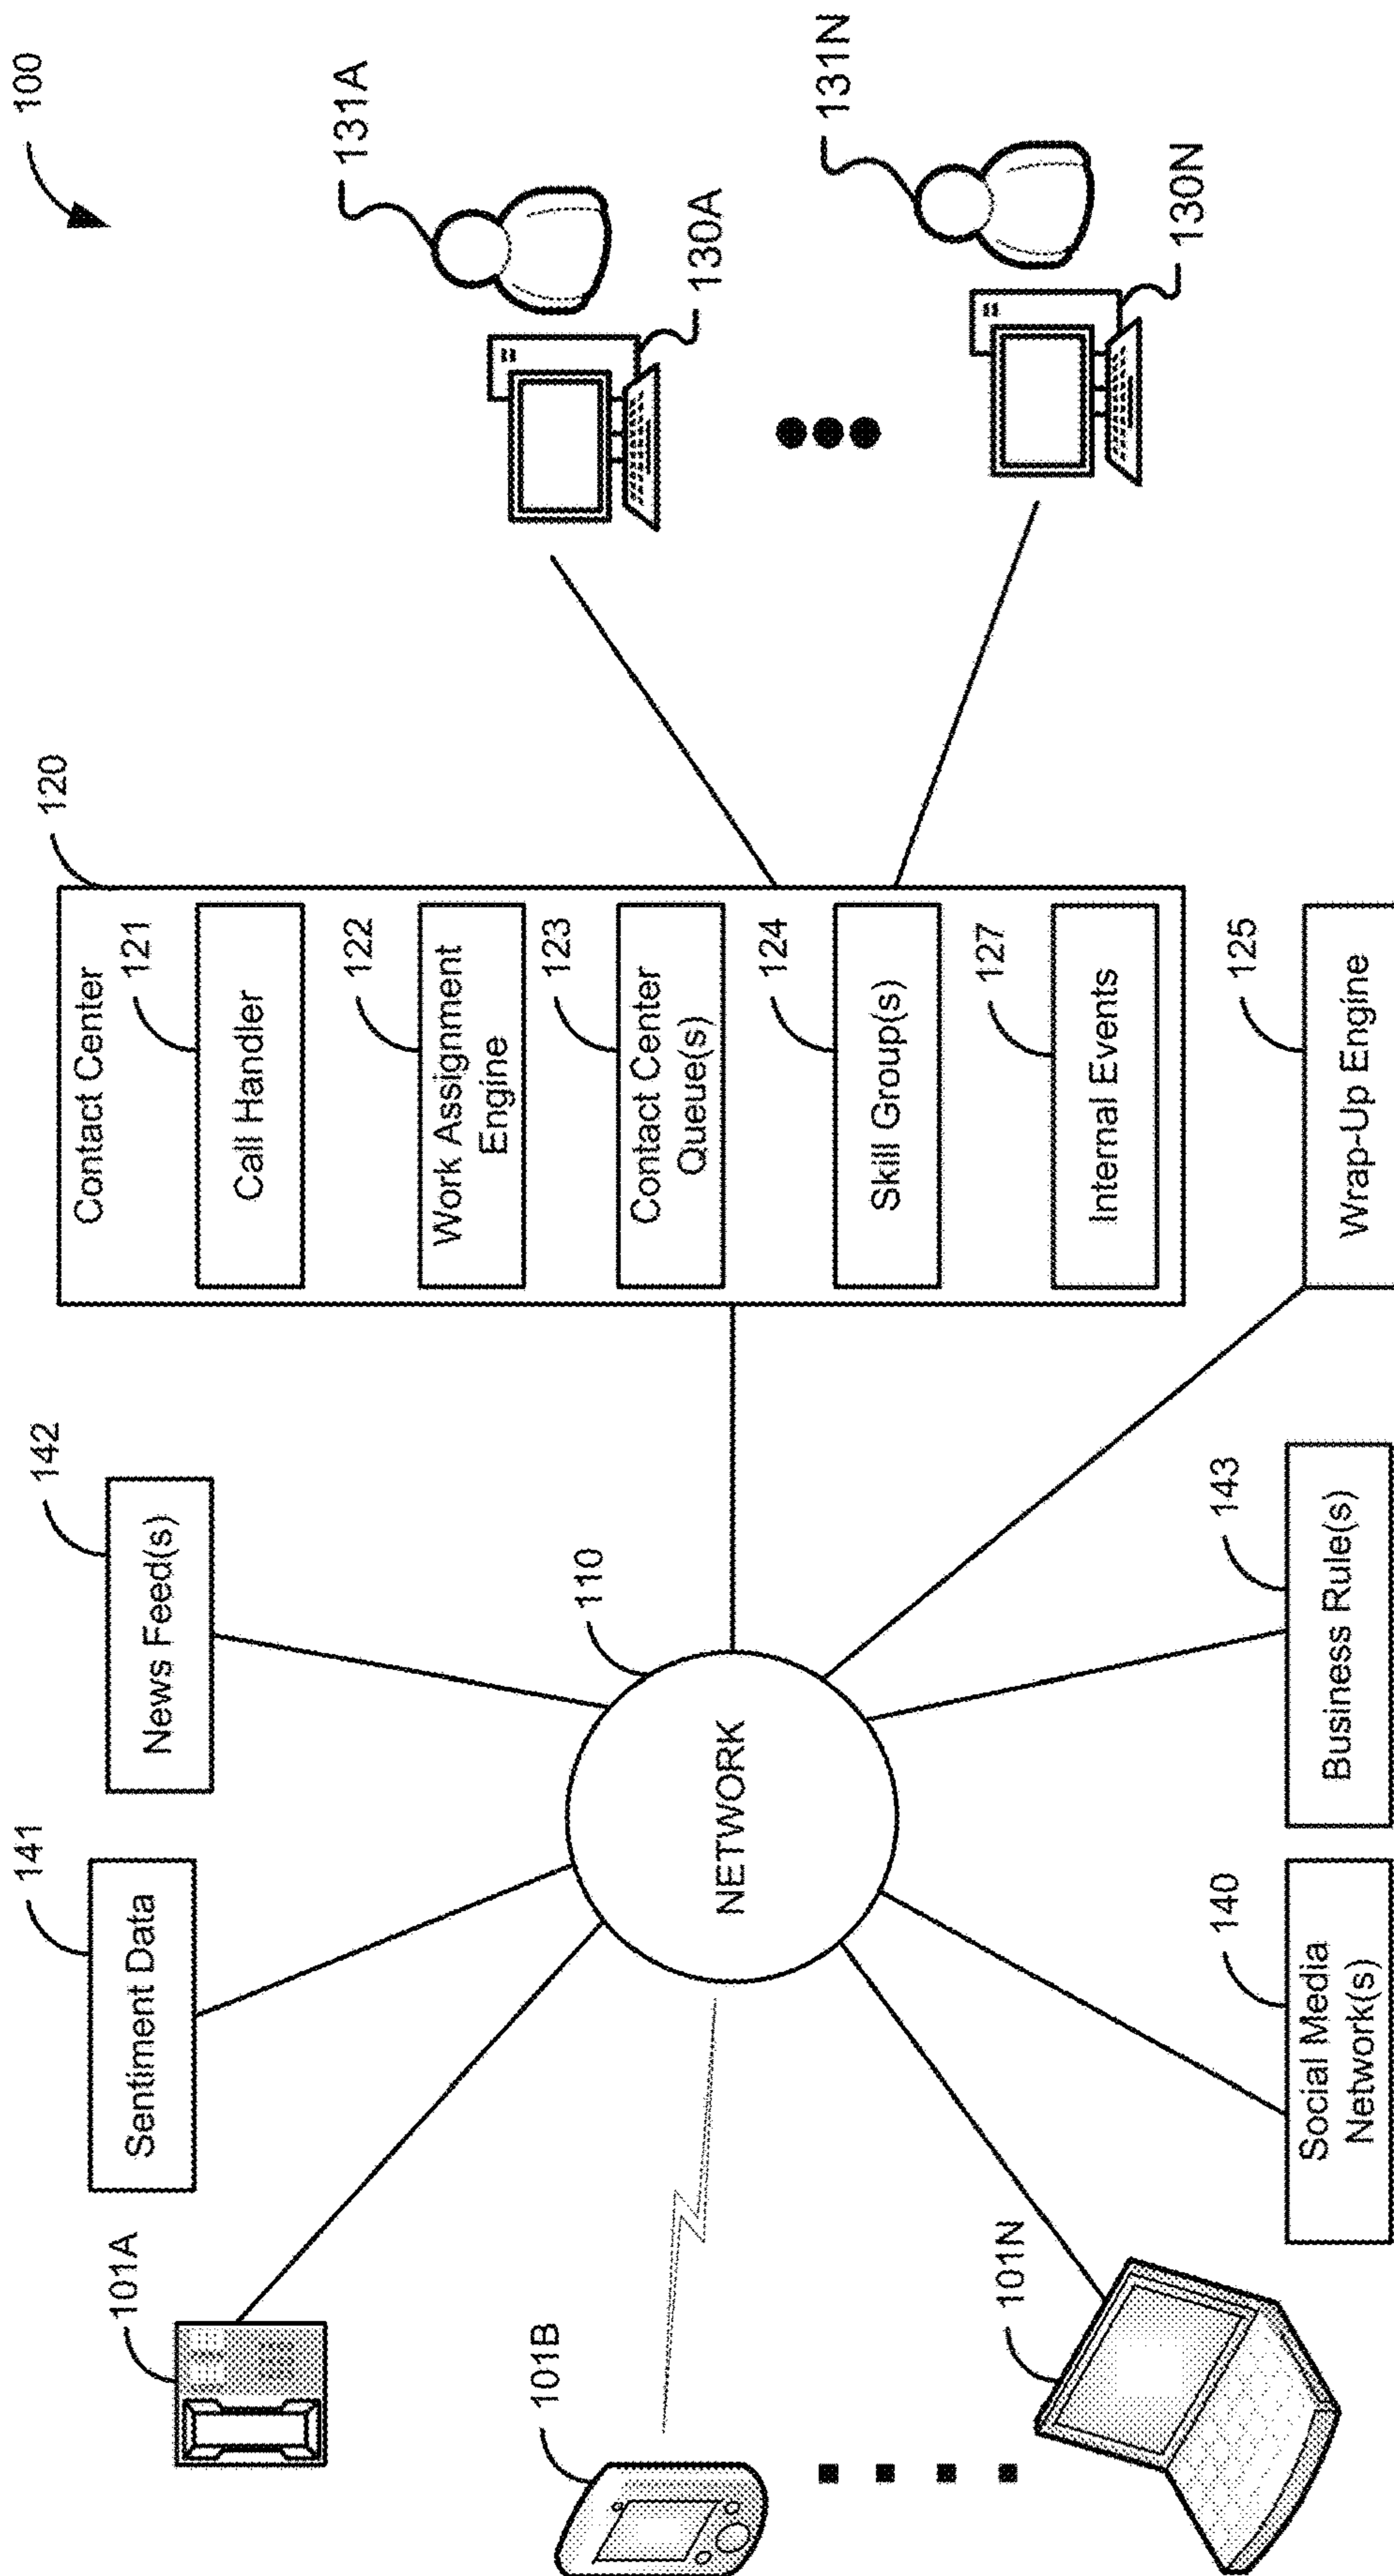 100
101A
101B
101N
Sentiment Data
141
News Feed(s)
142
NETWORK
110
Social Media
Network(s)
140
Business Rule(s)
143
Contact Center
120
Call Handler
121
Work Assignment
Engine
122
Contact Center
Queue(s)
123
Skill Group(s)
124
Internal Events
127
Wrap-Up Engine
125
131A
130A
131N
130N